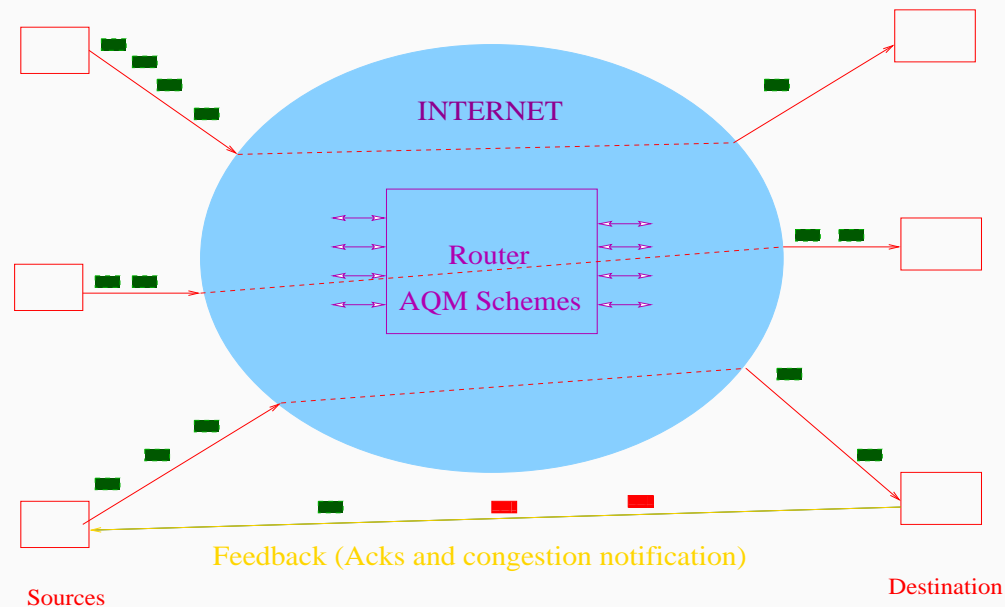 INTERNET
Router
AQM Schemes
Feedback (Acks and congestion notification)
Sources
Destination